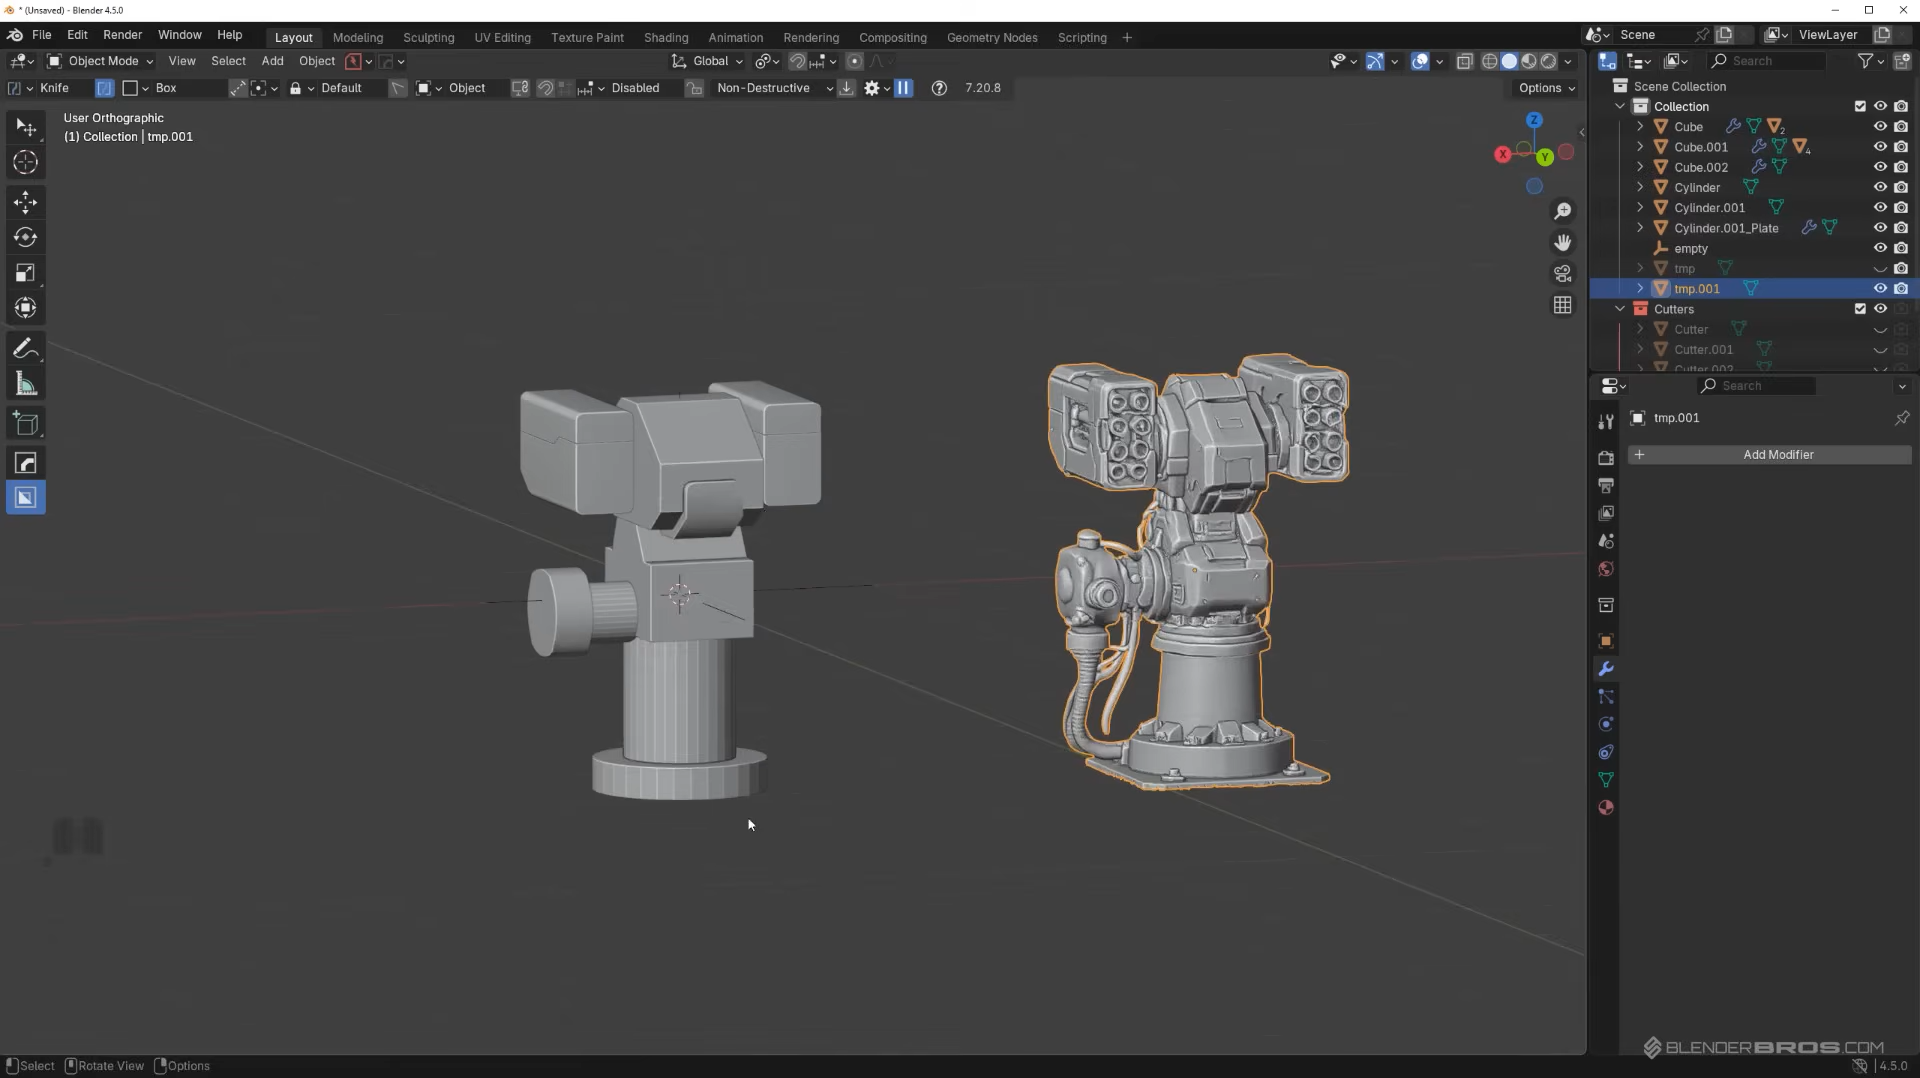 * (Unsaved) - Blender 4.5.0
File Edit Render Window Help Layout Modeling Sculpting UV Editing Texture Paint Shading Animation Rendering Compositing Geometry Nodes Scripting + Scene ViewLayer
Object Mode View Select Add Object Global Search
Knife Box Default Object Disabled Non-Destructive 7.20.8 Options
User Orthographic
(1) Collection | tmp.001
Z
X
Y
Scene Collection
Collection
Cube 2
Cube.001 4
Cube.002
Cylinder
Cylinder.001
Cylinder.001_Plate
empty
tmp
tmp.001
Cutters
Cutter
Cutter.001
Cutter.002
Search
tmp.001
+ Add Modifier
BLENDERBROS.COM
Select Rotate View Options 4.5.0